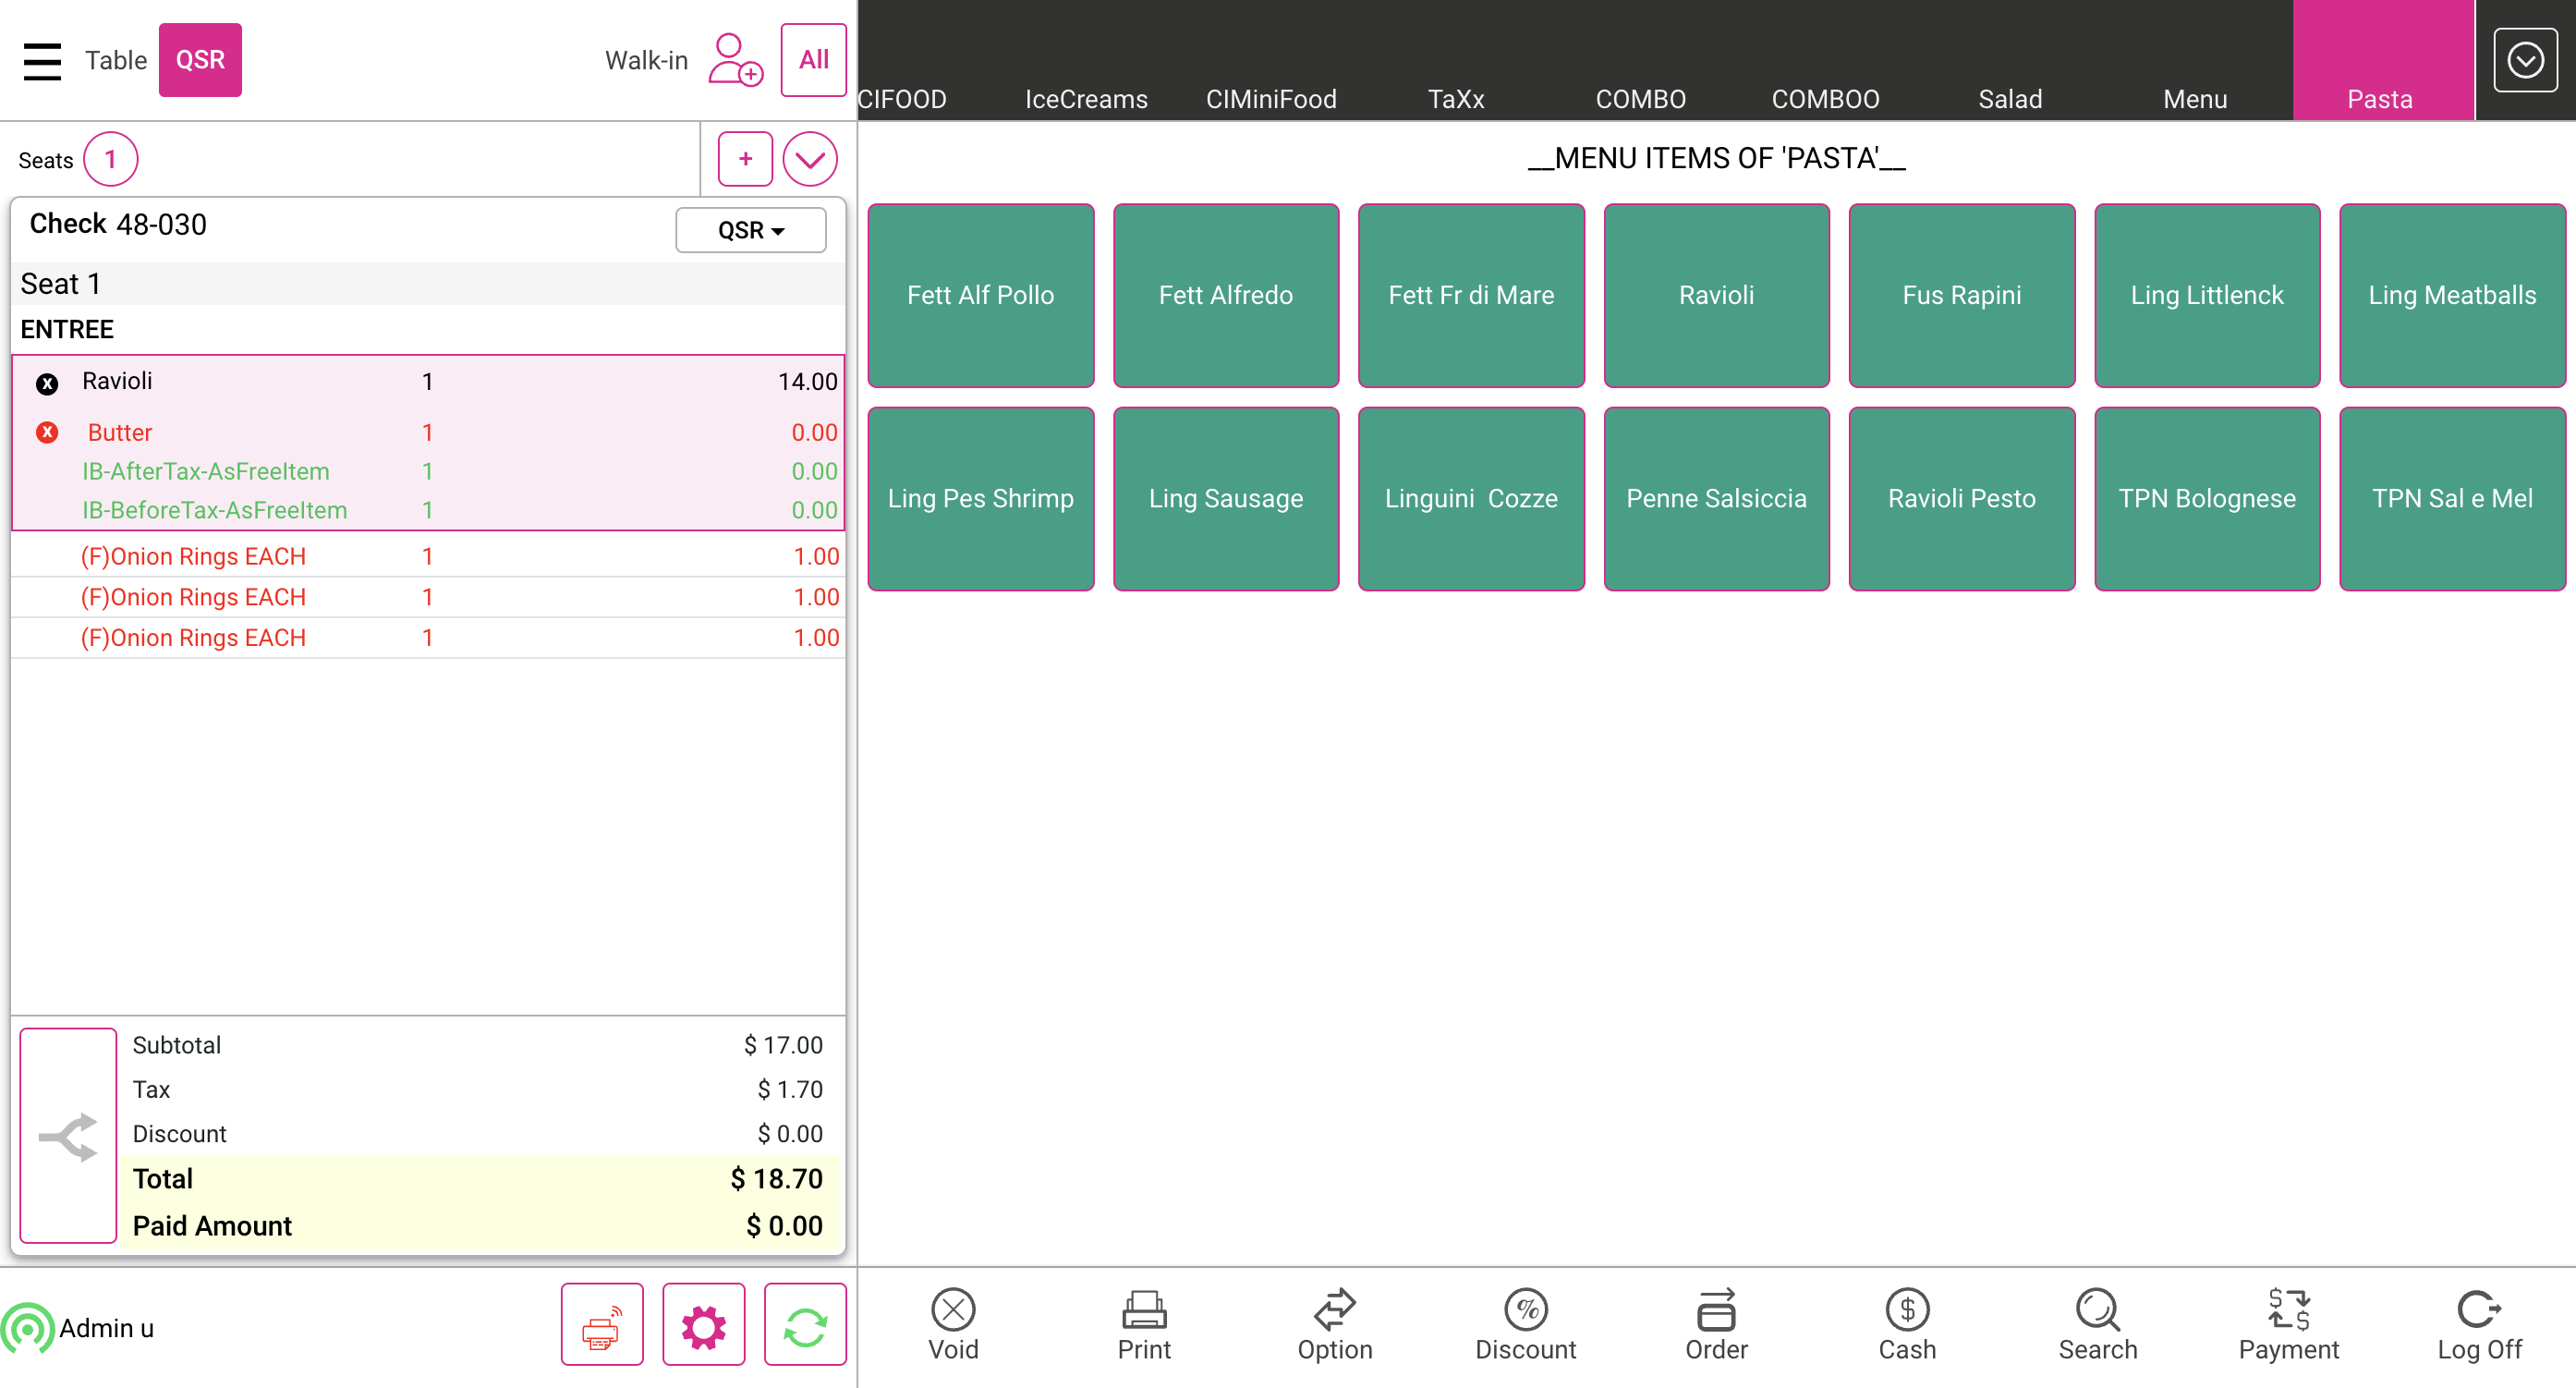 Table QSR Walk-in All
CIFOOD IceCreams CIMiniFood TaXx COMBO COMBOO Salad Menu Pasta
Seats 1 +
__MENU ITEMS OF 'PASTA'__
Check 48-030 QSR
Seat 1
ENTREE
X Ravioli 1 14.00
X Butter 1 0.00
IB-AfterTax-AsFreeItem 1 0.00
IB-BeforeTax-AsFreeItem 1 0.00
(F)Onion Rings EACH 1 1.00
(F)Onion Rings EACH 1 1.00
(F)Onion Rings EACH 1 1.00
Fett Alf Pollo Fett Alfredo Fett Fr di Mare Ravioli Fus Rapini Ling Littlenck Ling Meatballs
Ling Pes Shrimp Ling Sausage Linguini  Cozze Penne Salsiccia Ravioli Pesto TPN Bolognese TPN Sal e Mel
Subtotal $ 17.00
Tax $ 1.70
Discount $ 0.00
Total $ 18.70
Paid Amount $ 0.00
Admin u
Void Print Option Discount Order Cash Search Payment Log Off